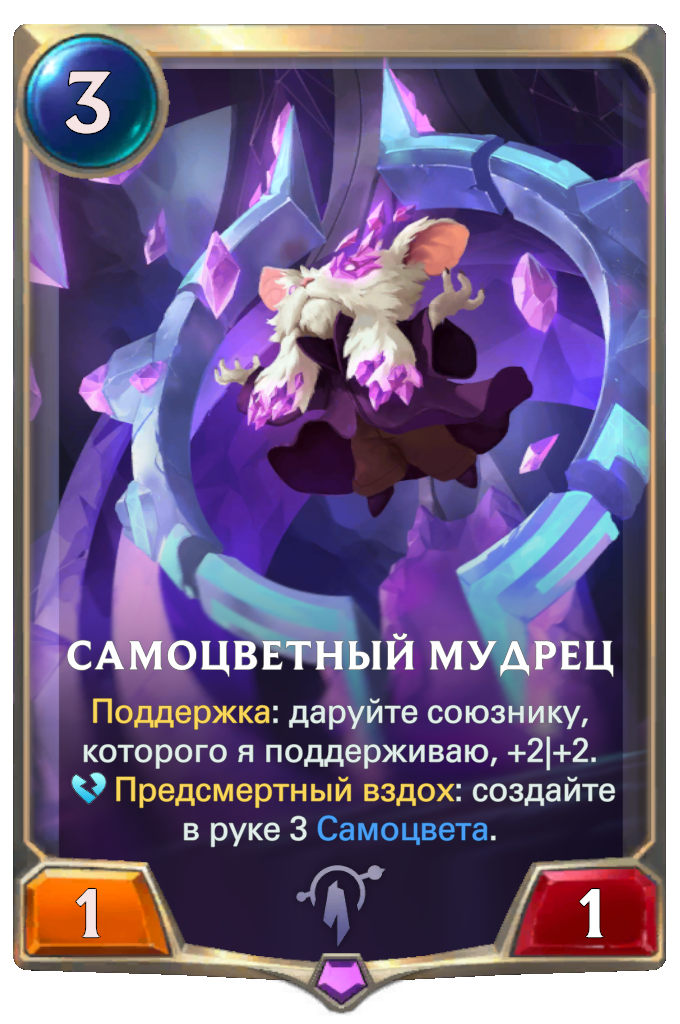 3
САМОЦВЕТНЫЙ МУДРЕЦ
Поддержка: даруйте союзнику,
которого я поддерживаю, +2|+2.
Предсмертный вздох: создайте
в руке 3 Самоцвета.
1
1